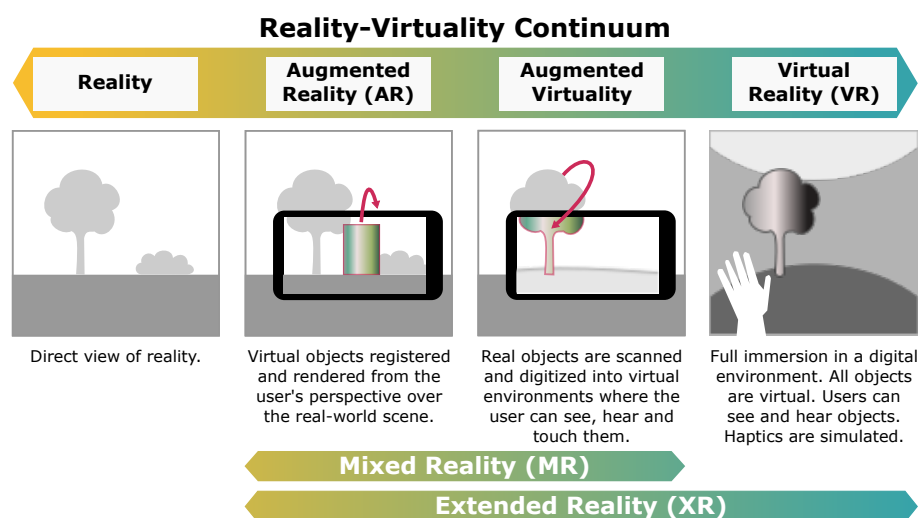 Reality-Virtuality Continuum
Reality
Augmented
Reality (AR)
Augmented
Virtuality
Virtual
Reality (VR)
Direct view of reality.
Virtual objects registered
and rendered from the
user's perspective over
the real-world scene.
Real objects are scanned
and digitized into virtual
environments where the
user can see, hear and
touch them.
Full immersion in a digital
environment. All objects
are virtual. Users can
see and hear objects.
Haptics are simulated.
Mixed Reality (MR)
Extended Reality (XR)